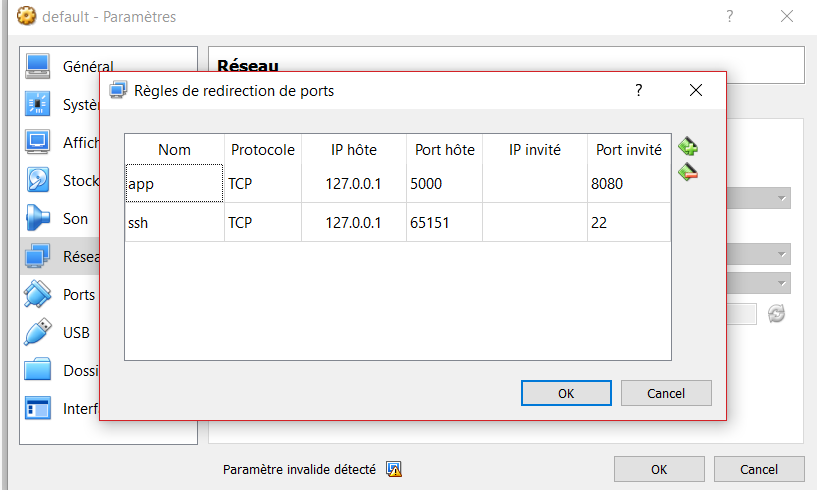 default - Paramètres
?
Général
Réseau
Règles de redirection de ports
?
Nom Protocole IP hôte Port hôte IP invité Port invité
app TCP 127.0.0.1 5000 8080
ssh TCP 127.0.0.1 65151 22
Systè
Affich
Stock
Son
Résea
Ports
USB
Dossi
Interf
OK Cancel
Paramètre invalide détecté
OK Cancel